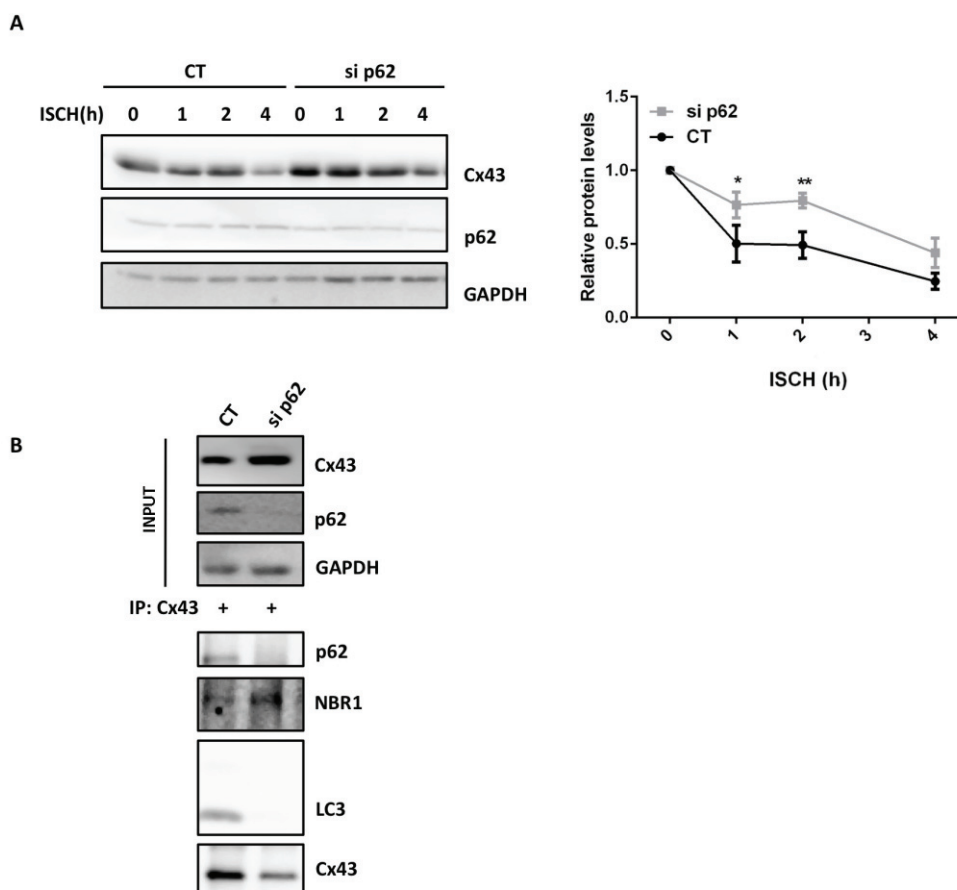 A
CT si p62
ISCH(h) 0 1 2 4 0 1 2 4
Cx43
p62
GAPDH
si p62
CT
Relative protein levels
1.5
1.0
0.5
0.0
* **
0 1 2 3 4
ISCH (h)
B
CT si p62
INPUT
Cx43
p62
GAPDH
IP: Cx43 + +
p62
NBR1
LC3
Cx43